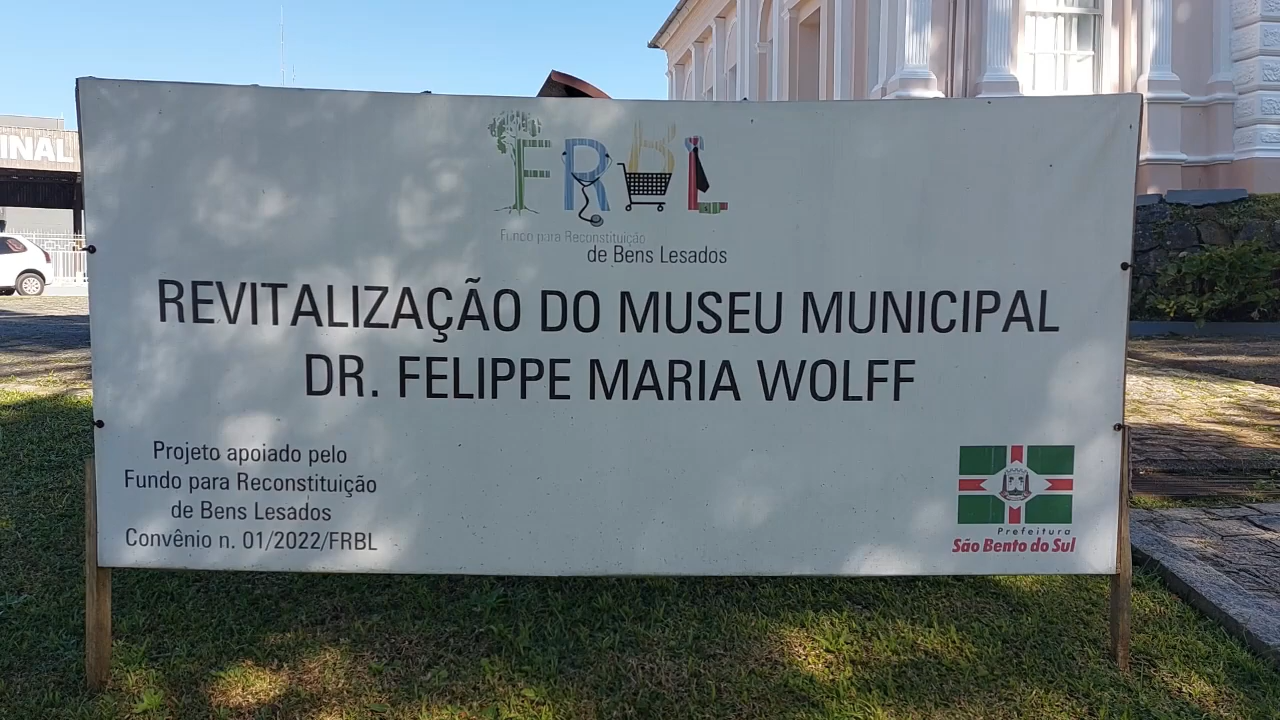 INAL
FRBL
Fundo para Reconstituição
de Bens Lesados
REVITALIZAÇÃO DO MUSEU MUNICIPAL
DR. FELIPPE MARIA WOLFF
Projeto apoiado pelo
Fundo para Reconstituição
de Bens Lesados
Convênio n. 01/2022/FRBL
Prefeitura
São Bento do Sul